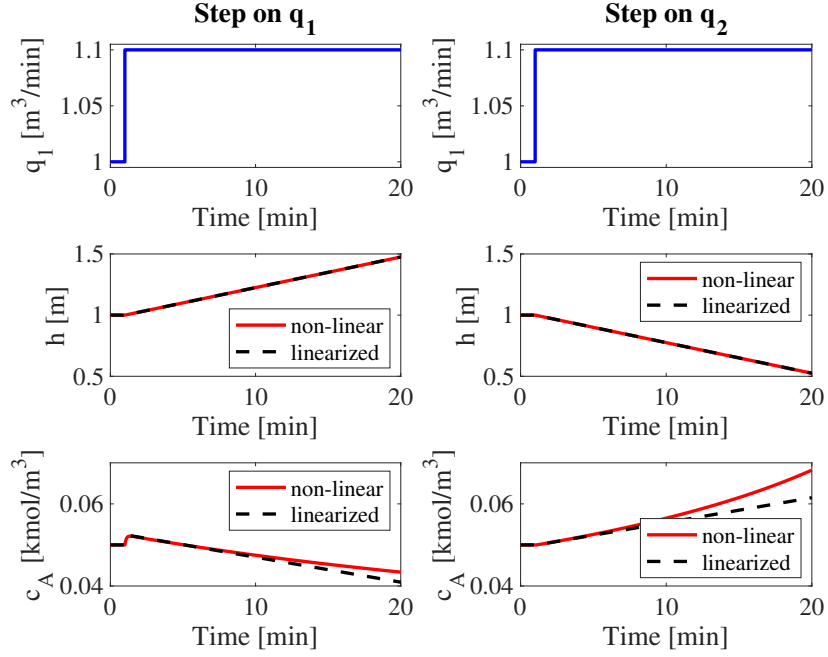 Step on q1
Step on q2
q1 [m3/min]
1.1
1.05
1
0
10
20
Time [min]
q1 [m3/min]
1.1
1.05
1
0
10
20
Time [min]
h [m]
1.5
1
0.5
non-linear
linearized
0
10
20
Time [min]
h [m]
1.5
1
0.5
non-linear
linearized
0
10
20
Time [min]
cA [kmol/m3]
0.06
0.04
non-linear
linearized
0
10
20
Time [min]
cA [kmol/m3]
0.06
0.04
non-linear
linearized
0
10
20
Time [min]